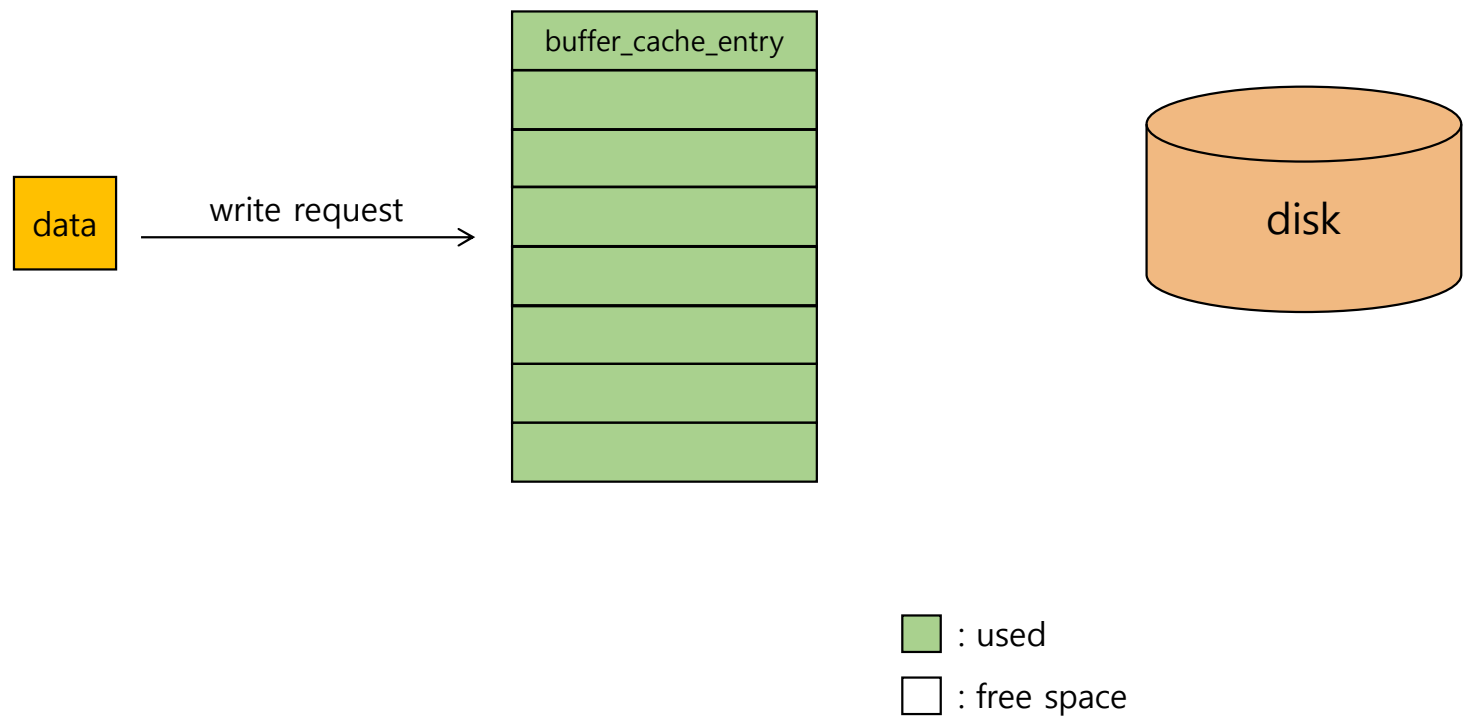 buffer_cache_entry
data
write request
disk
: used
: free space